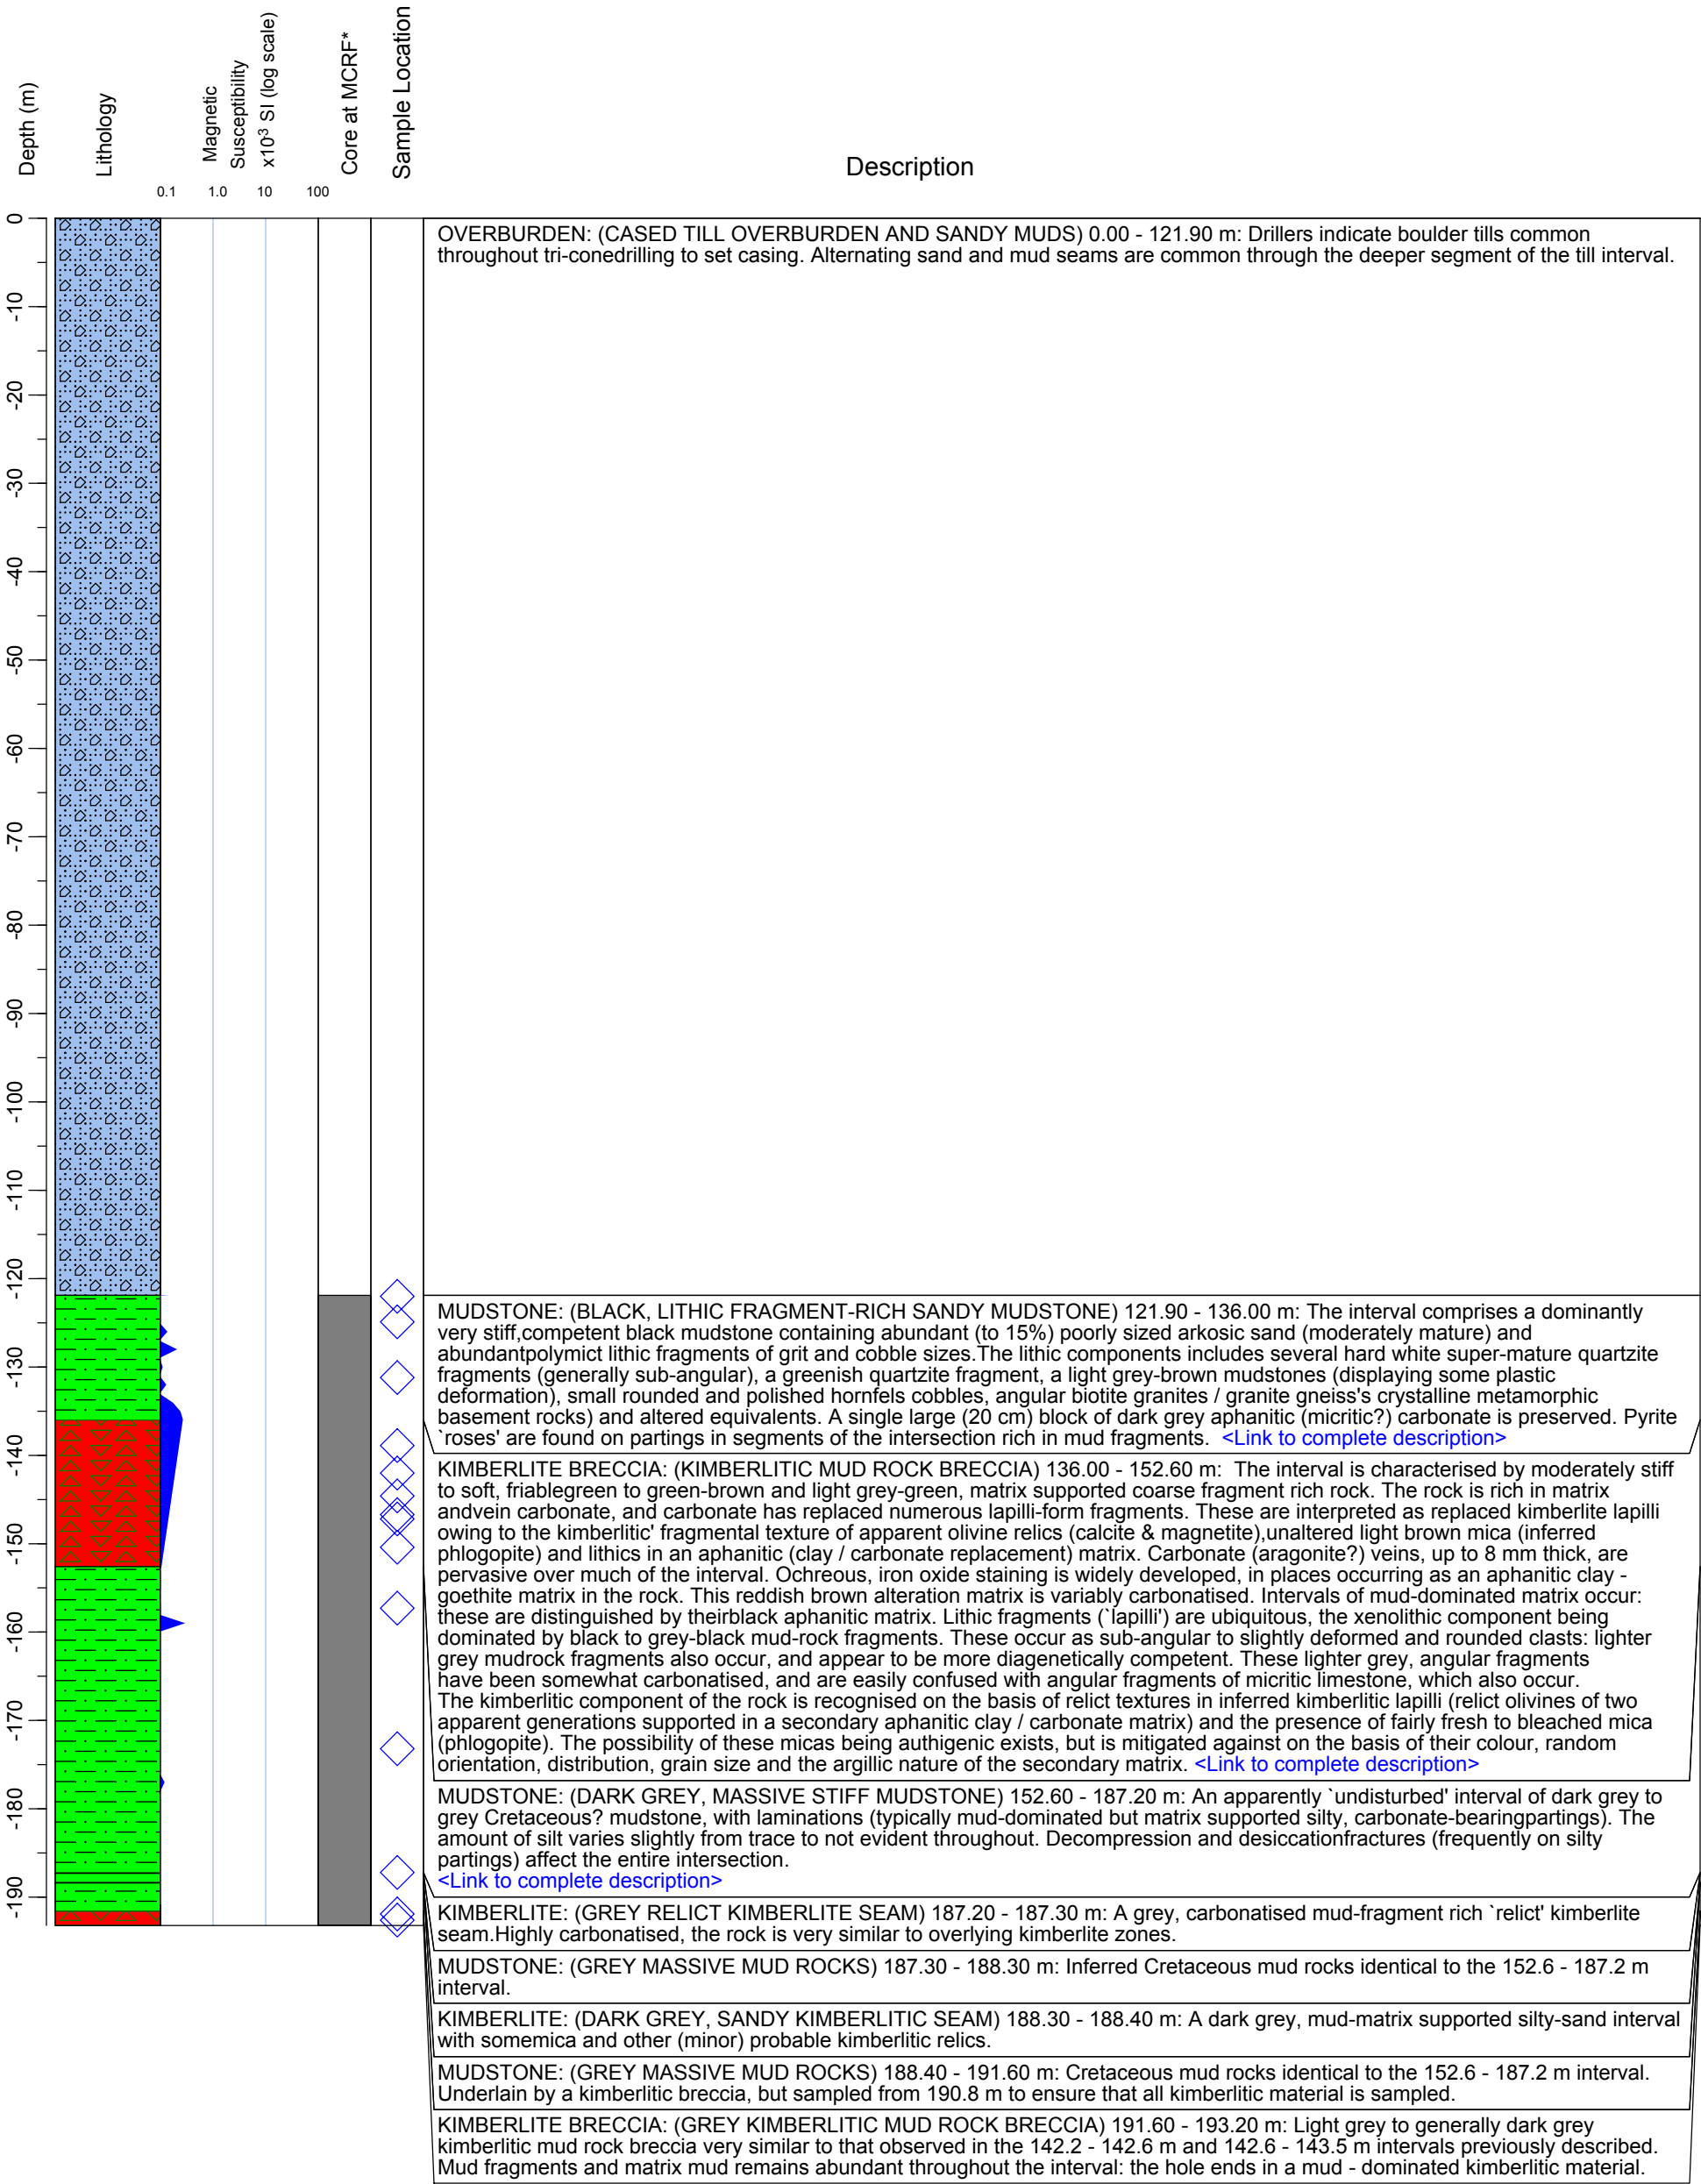 Depth (m)
Lithology
Magnetic
Susceptibility
x10³ SI (log scale)
Core at MCRF*
Sample Location
Description
0.1 1.0 10 100
0
-10
-20
-30
-40
-50
-60
-70
-80
-90
-100
-110
-120
-130
-140
-150
-160
-170
-180
-190
OVERBURDEN: (CASED TILL OVERBURDEN AND SANDY MUDS) 0.00 - 121.90 m: Drillers indicate boulder tills common
throughout tri-conedrilling to set casing. Alternating sand and mud seams are common through the deeper segment of the till interval.
MUDSTONE: (BLACK, LITHIC FRAGMENT-RICH SANDY MUDSTONE) 121.90 - 136.00 m: The interval comprises a dominantly
very stiff,competent black mudstone containing abundant (to 15%) poorly sized arkosic sand (moderately mature) and
abundantpolymict lithic fragments of grit and cobble sizes.The lithic components includes several hard white super-mature quartzite
fragments (generally sub-angular), a greenish quartzite fragment, a light grey-brown mudstones (displaying some plastic
deformation), small rounded and polished hornfels cobbles, angular biotite granites / granite gneiss's crystalline metamorphic
basement rocks) and altered equivalents. A single large (20 cm) block of dark grey aphanitic (micritic?) carbonate is preserved. Pyrite
`roses' are found on partings in segments of the intersection rich in mud fragments. <Link to complete description>
KIMBERLITE BRECCIA: (KIMBERLITIC MUD ROCK BRECCIA) 136.00 - 152.60 m: The interval is characterised by moderately stiff
to soft, friablegreen to green-brown and light grey-green, matrix supported coarse fragment rich rock. The rock is rich in matrix
andvein carbonate, and carbonate has replaced numerous lapilli-form fragments. These are interpreted as replaced kimberlite lapilli
owing to the kimberlitic' fragmental texture of apparent olivine relics (calcite & magnetite),unaltered light brown mica (inferred
phlogopite) and lithics in an aphanitic (clay / carbonate replacement) matrix. Carbonate (aragonite?) veins, up to 8 mm thick, are
pervasive over much of the interval. Ochreous, iron oxide staining is widely developed, in places occurring as an aphanitic clay -
goethite matrix in the rock. This reddish brown alteration matrix is variably carbonatised. Intervals of mud-dominated matrix occur:
these are distinguished by theirblack aphanitic matrix. Lithic fragments (`lapilli') are ubiquitous, the xenolithic component being
dominated by black to grey-black mud-rock fragments. These occur as sub-angular to slightly deformed and rounded clasts: lighter
grey mudrock fragments also occur, and appear to be more diagenetically competent. These lighter grey, angular fragments
have been somewhat carbonatised, and are easily confused with angular fragments of micritic limestone, which also occur.
The kimberlitic component of the rock is recognised on the basis of relict textures in inferred kimberlitic lapilli (relict olivines of two
apparent generations supported in a secondary aphanitic clay / carbonate matrix) and the presence of fairly fresh to bleached mica
(phlogopite). The possibility of these micas being authigenic exists, but is mitigated against on the basis of their colour, random
orientation, distribution, grain size and the argillic nature of the secondary matrix. <Link to complete description>
MUDSTONE: (DARK GREY, MASSIVE STIFF MUDSTONE) 152.60 - 187.20 m: An apparently `undisturbed' interval of dark grey to
grey Cretaceous? mudstone, with laminations (typically mud-dominated but matrix supported silty, carbonate-bearingpartings). The
amount of silt varies slightly from trace to not evident throughout. Decompression and desiccationfractures (frequently on silty
partings) affect the entire intersection.
<Link to complete description>
KIMBERLITE: (GREY RELICT KIMBERLITE SEAM) 187.20 - 187.30 m: A grey, carbonatised mud-fragment rich `relict' kimberlite
seam.Highly carbonatised, the rock is very similar to overlying kimberlite zones.
MUDSTONE: (GREY MASSIVE MUD ROCKS) 187.30 - 188.30 m: Inferred Cretaceous mud rocks identical to the 152.6 - 187.2 m
interval.
KIMBERLITE: (DARK GREY, SANDY KIMBERLITIC SEAM) 188.30 - 188.40 m: A dark grey, mud-matrix supported silty-sand interval
with somemica and other (minor) probable kimberlitic relics.
MUDSTONE: (GREY MASSIVE MUD ROCKS) 188.40 - 191.60 m: Cretaceous mud rocks identical to the 152.6 - 187.2 m interval.
Underlain by a kimberlitic breccia, but sampled from 190.8 m to ensure that all kimberlitic material is sampled.
KIMBERLITE BRECCIA: (GREY KIMBERLITIC MUD ROCK BRECCIA) 191.60 - 193.20 m: Light grey to generally dark grey
kimberlitic mud rock breccia very similar to that observed in the 142.2 - 142.6 m and 142.6 - 143.5 m intervals previously described.
Mud fragments and matrix mud remains abundant throughout the interval: the hole ends in a mud - dominated kimberlitic material.